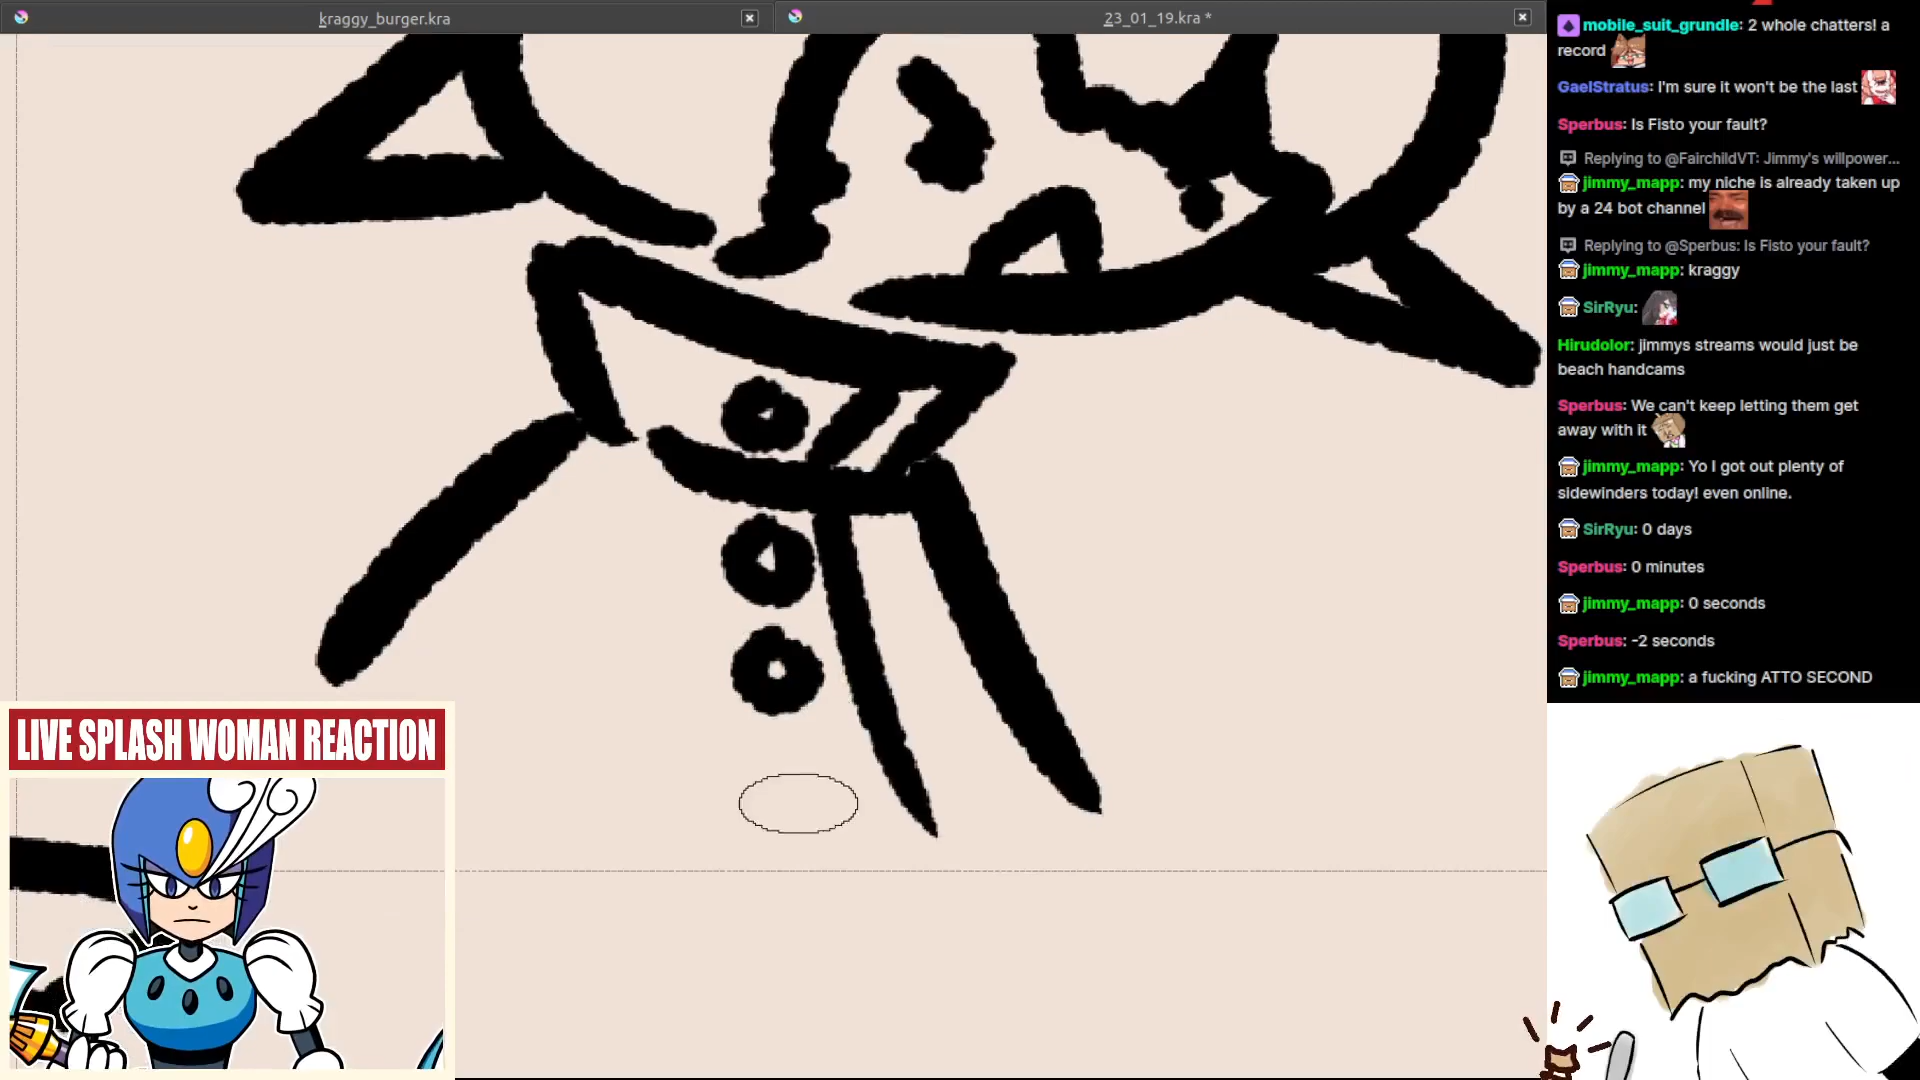 kraggy_burger.kra
23_01_19.kra *
mobile_suit_grundle: 2 whole chatters! a
record
GaelStratus: I'm sure it won't be the last
Sperbus: Is Fisto your fault?
Replying to @FairchildVT: Jimmy's willpower...
jimmy_mapp: my niche is already taken up
by a 24 bot channel
Replying to @Sperbus: Is Fisto your fault?
jimmy_mapp: kraggy
SirRyu:
Hirudolor: jimmys streams would just be
beach handcams
Sperbus: We can't keep letting them get
away with it
jimmy_mapp: Yo I got out plenty of
sidewinders today! even online.
SirRyu: 0 days
Sperbus: 0 minutes
jimmy_mapp: 0 seconds
Sperbus: -2 seconds
jimmy_mapp: a fucking ATTO SECOND
LIVE SPLASH WOMAN REACTION